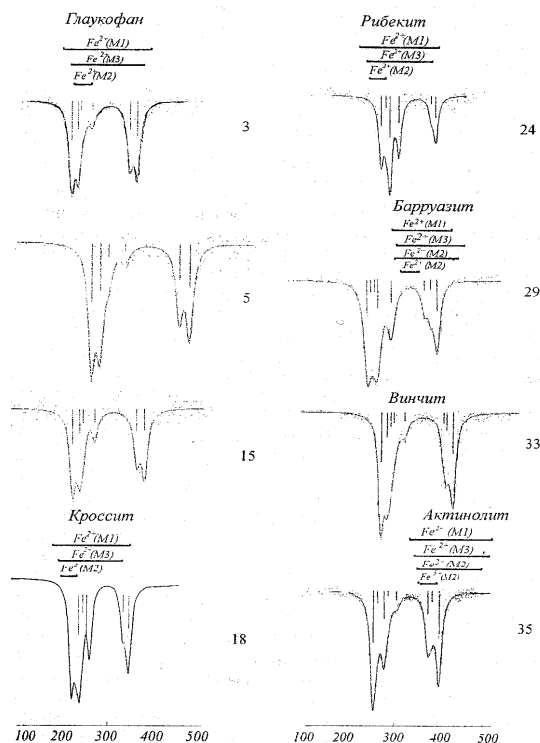 Глаукофан
Fe²⁺(M1)
Fe²⁺(M3)
Fe²⁺(M2)
3
5
15
Кроссит
Fe²⁺(M1)
Fe²⁺(M3)
Fe²⁺(M2)
18
100 200 300 400 500
Рибекит
Fe²⁺(M1)
Fe²⁺(M3)
Fe²⁺(M2)
24
Барруазит
Fe²⁺(M1)
Fe²⁺(M3)
Fe²⁺(M2)
Fe²⁺(M2)
29
Винчит
33
Актинолит
Fe²⁺(M1)
Fe²⁺(M3)
Fe²⁺(M2)
Fe²⁺(M2)
35
100 200 300 400 500